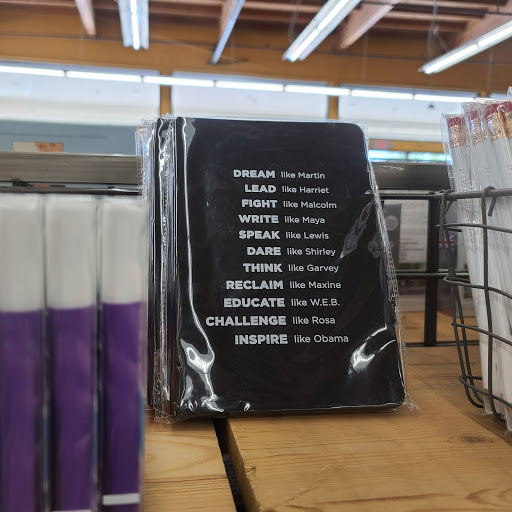 DREAM like Martin
LEAD like Harriet
FIGHT like Malcolm
WRITE like Maya
SPEAK like Lewis
DARE like Shirley
THINK like Garvey
RECLAIM like Maxine
EDUCATE like W.E.B.
CHALLENGE like Rosa
INSPIRE like Obama